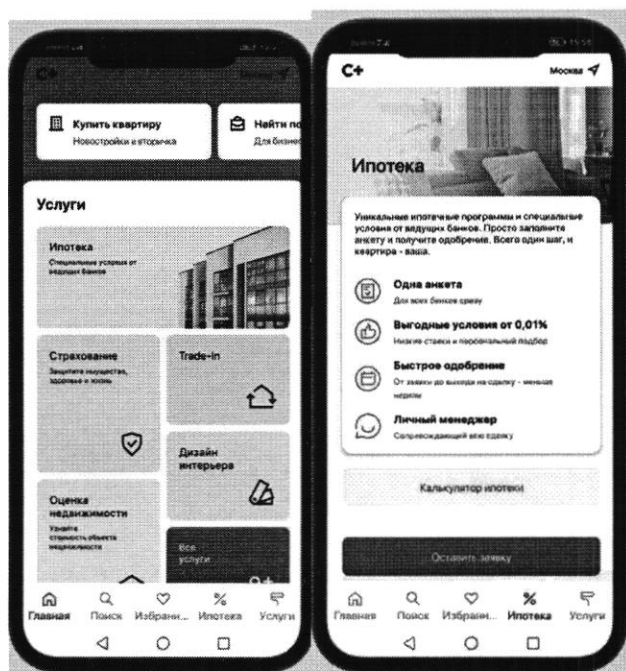 C+
Купить квартиру
Новостройки и вторичка
Найти по
Для бизнес
Услуги
Ипотека
Специальные условия от
ведущих банков
Страхование
Защитите имущество,
здоровье и жизнь
Trade-in
Дизайн
интерьера
Оценка
недвижимости
Узнайте
стоимость объекта
недвижимости
Все
услуги
Главная
Поиск
Избранн...
Ипотека
Услуги
C+
Москва
Ипотека
Уникальные ипотечные программы и специальные
условия от ведущих банков. Просто заполните
анкету и получите одобрение. Всего один шаг, и
квартира - ваша.
Одна анкета
Для всех банков сразу
Выгодные условия от 0,01%
Низкие ставки и персональный подбор
Быстрое одобрение
От заявки до выхода на сделку - меньше
недели
Личный менеджер
Сопровождающий всю сделку
Калькулятор ипотеки
Оставить заявку
Главная
Поиск
Избранн...
Ипотека
Услуги